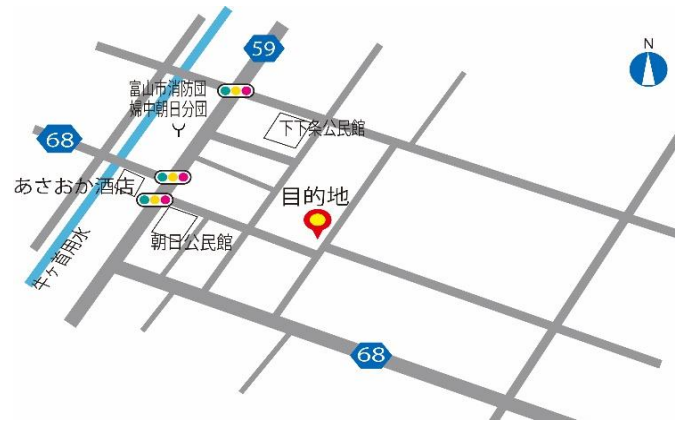 59
N
富山市消防団
婦中朝日分団
下下条公民館
68
あさおか酒店
目的地
朝日公民館
牛ヶ首用水
68